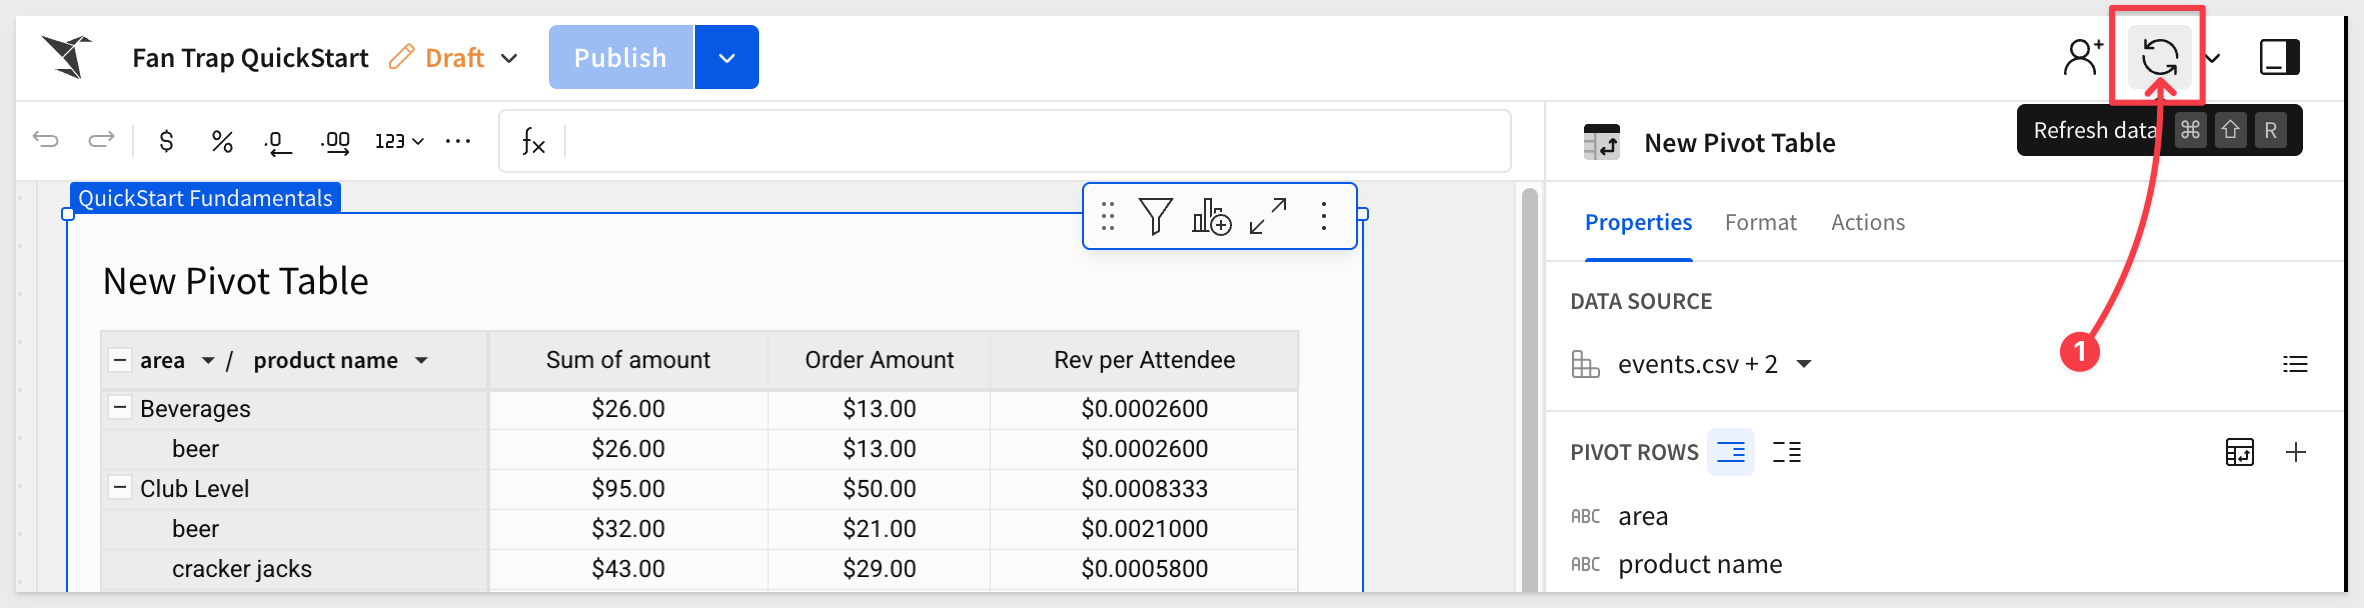 Fan Trap QuickStart Draft Publish
Refresh data ⌘ ⇧ R
$ % .0 .00 123 ... fx
New Pivot Table
QuickStart Fundamentals
Properties Format Actions
New Pivot Table
DATA SOURCE
1
events.csv + 2
area / product name Sum of amount Order Amount Rev per Attendee
Beverages $26.00 $13.00 $0.0002600
beer $26.00 $13.00 $0.0002600
Club Level $95.00 $50.00 $0.0008333
beer $32.00 $21.00 $0.0021000
cracker jacks $43.00 $29.00 $0.0005800
PIVOT ROWS
ABC area
ABC product name